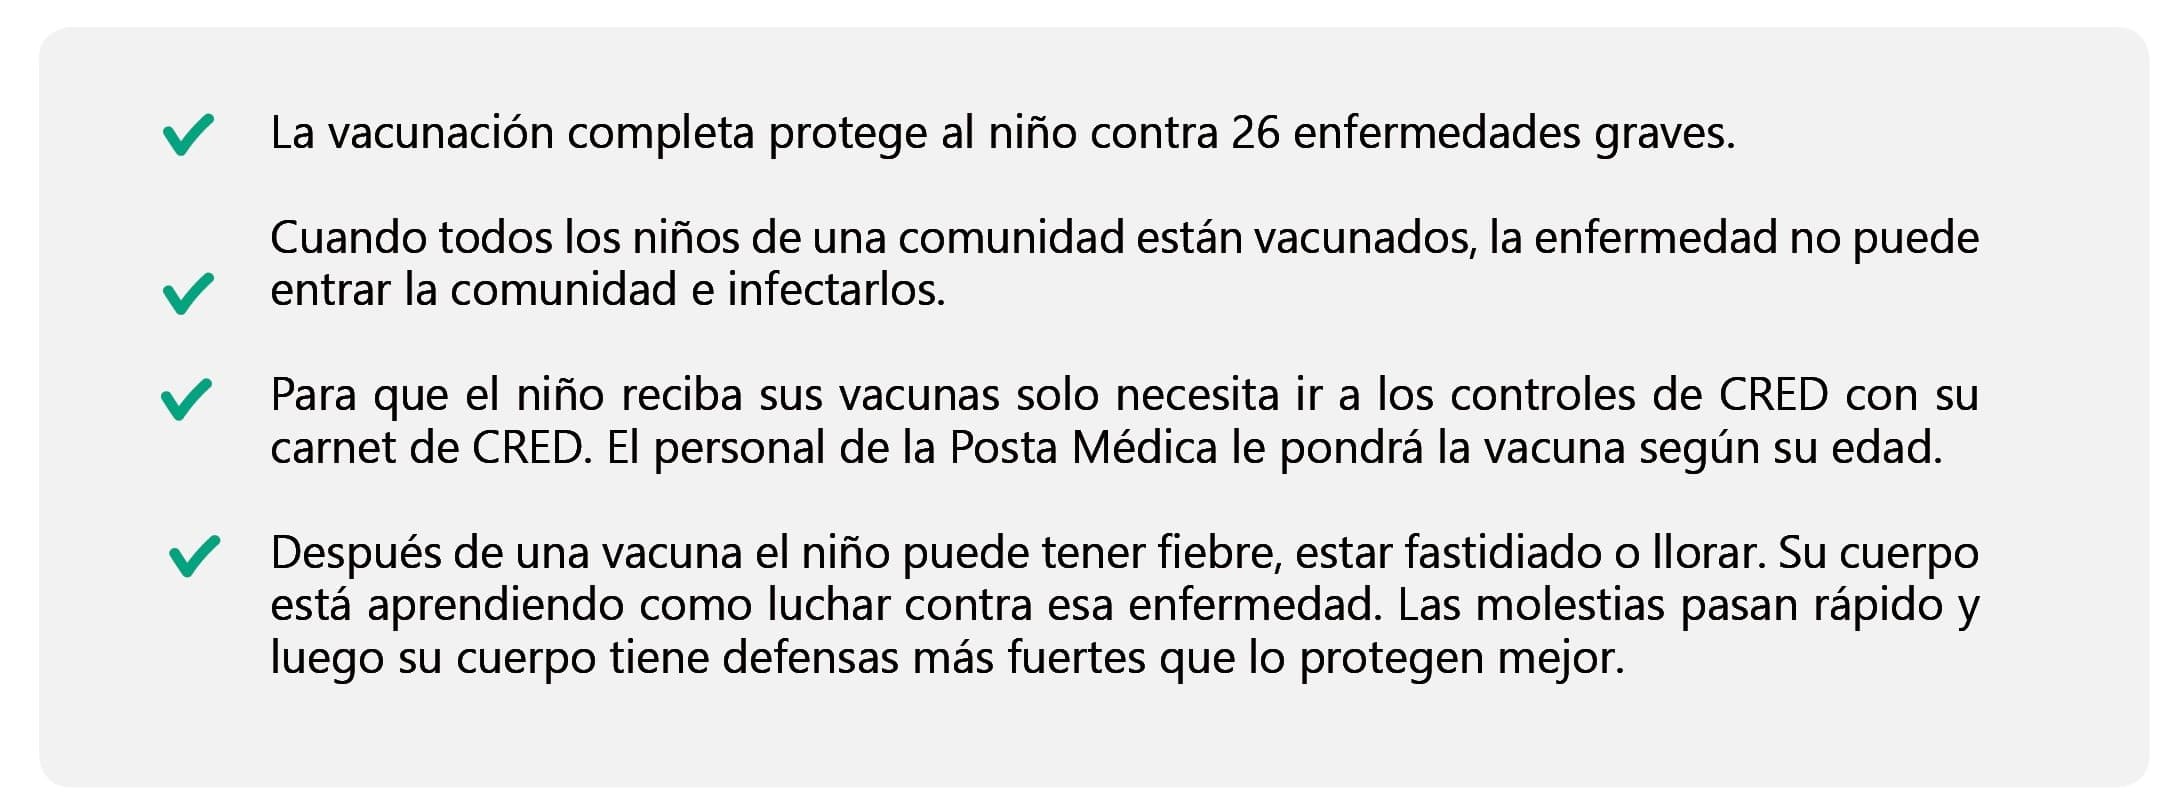 La vacunación completa protege al niño contra 26 enfermedades graves.
Cuando todos los niños de una comunidad están vacunados, la enfermedad no puede
entrar la comunidad e infectarlos.
Para que el niño reciba sus vacunas solo necesita ir a los controles de CRED con su
carnet de CRED. El personal de la Posta Médica le pondrá la vacuna según su edad.
Después de una vacuna el niño puede tener fiebre, estar fastidiado o llorar. Su cuerpo
está aprendiendo como luchar contra esa enfermedad. Las molestias pasan rápido y
luego su cuerpo tiene defensas más fuertes que lo protegen mejor.